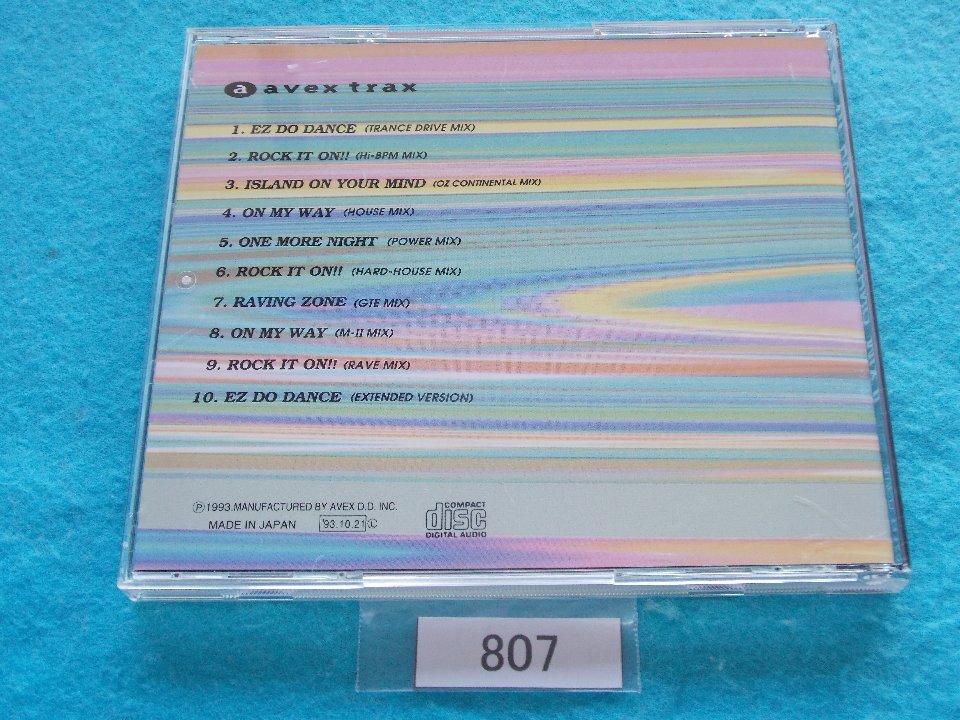 a avex trax
1. EZ DO DANCE (TRANCE DRIVE MIX)
2. ROCK IT ON!! (Hi-BPM MIX)
3. ISLAND ON YOUR MIND (OZ CONTINENTAL MIX)
4. ON MY WAY (HOUSE MIX)
5. ONE MORE NIGHT (POWER MIX)
6. ROCK IT ON!! (HARD-HOUSE MIX)
7. RAVING ZONE (GTE MIX)
8. ON MY WAY (M-II MIX)
9. ROCK IT ON!! (RAVE MIX)
10. EZ DO DANCE (EXTENDED VERSION)
Ⓟ1993.MANUFACTURED BY AVEX D.D. INC.
MADE IN JAPAN '93.10.21Ⓛ
COMPACT
disc
DIGITAL AUDIO
807